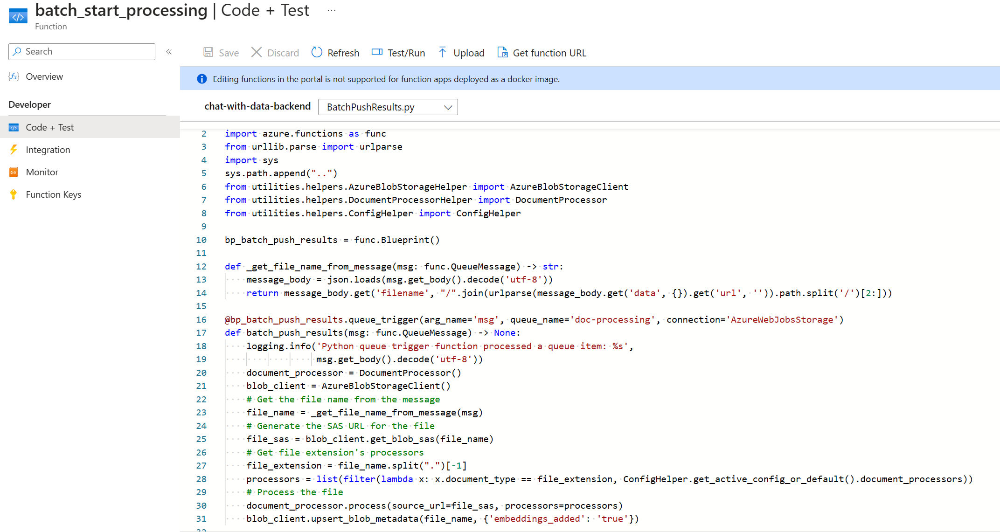 batch_start_processing | Code + Test ...
Function
Search «
Save Discard Refresh Test/Run Upload Get function URL
Overview
Editing functions in the portal is not supported for function apps deployed as a docker image.
Developer
chat-with-data-backend BatchPushResults.py
Code + Test
Integration
Monitor
Function Keys
2 import azure.functions as func
3 from urllib.parse import urlparse
4 import sys
5 sys.path.append("..")
6 from utilities.helpers.AzureBlobStorageHelper import AzureBlobStorageClient
7 from utilities.helpers.DocumentProcessorHelper import DocumentProcessor
8 from utilities.helpers.ConfigHelper import ConfigHelper
9
10 bp_batch_push_results = func.Blueprint()
11
12 def _get_file_name_from_message(msg: func.QueueMessage) -> str:
13 message_body = json.loads(msg.get_body().decode('utf-8'))
14 return message_body.get('filename', "/".join(urlparse(message_body.get('data', {}).get('url', '')).path.split('/')[2:]))
15
16 @bp_batch_push_results.queue_trigger(arg_name='msg', queue_name='doc-processing', connection='AzureWebJobsStorage')
17 def batch_push_results(msg: func.QueueMessage) -> None:
18 logging.info('Python queue trigger function processed a queue item: %s',
19 msg.get_body().decode('utf-8'))
20 document_processor = DocumentProcessor()
21 blob_client = AzureBlobStorageClient()
22 # Get the file name from the message
23 file_name = _get_file_name_from_message(msg)
24 # Generate the SAS URL for the file
25 file_sas = blob_client.get_blob_sas(file_name)
26 # Get file extension's processors
27 file_extension = file_name.split(".")[-1]
28 processors = list(filter(lambda x: x.document_type == file_extension, ConfigHelper.get_active_config_or_default().document_processors))
29 # Process the file
30 document_processor.process(source_url=file_sas, processors=processors)
31 blob_client.upsert_blob_metadata(file_name, {'embeddings_added': 'true'})